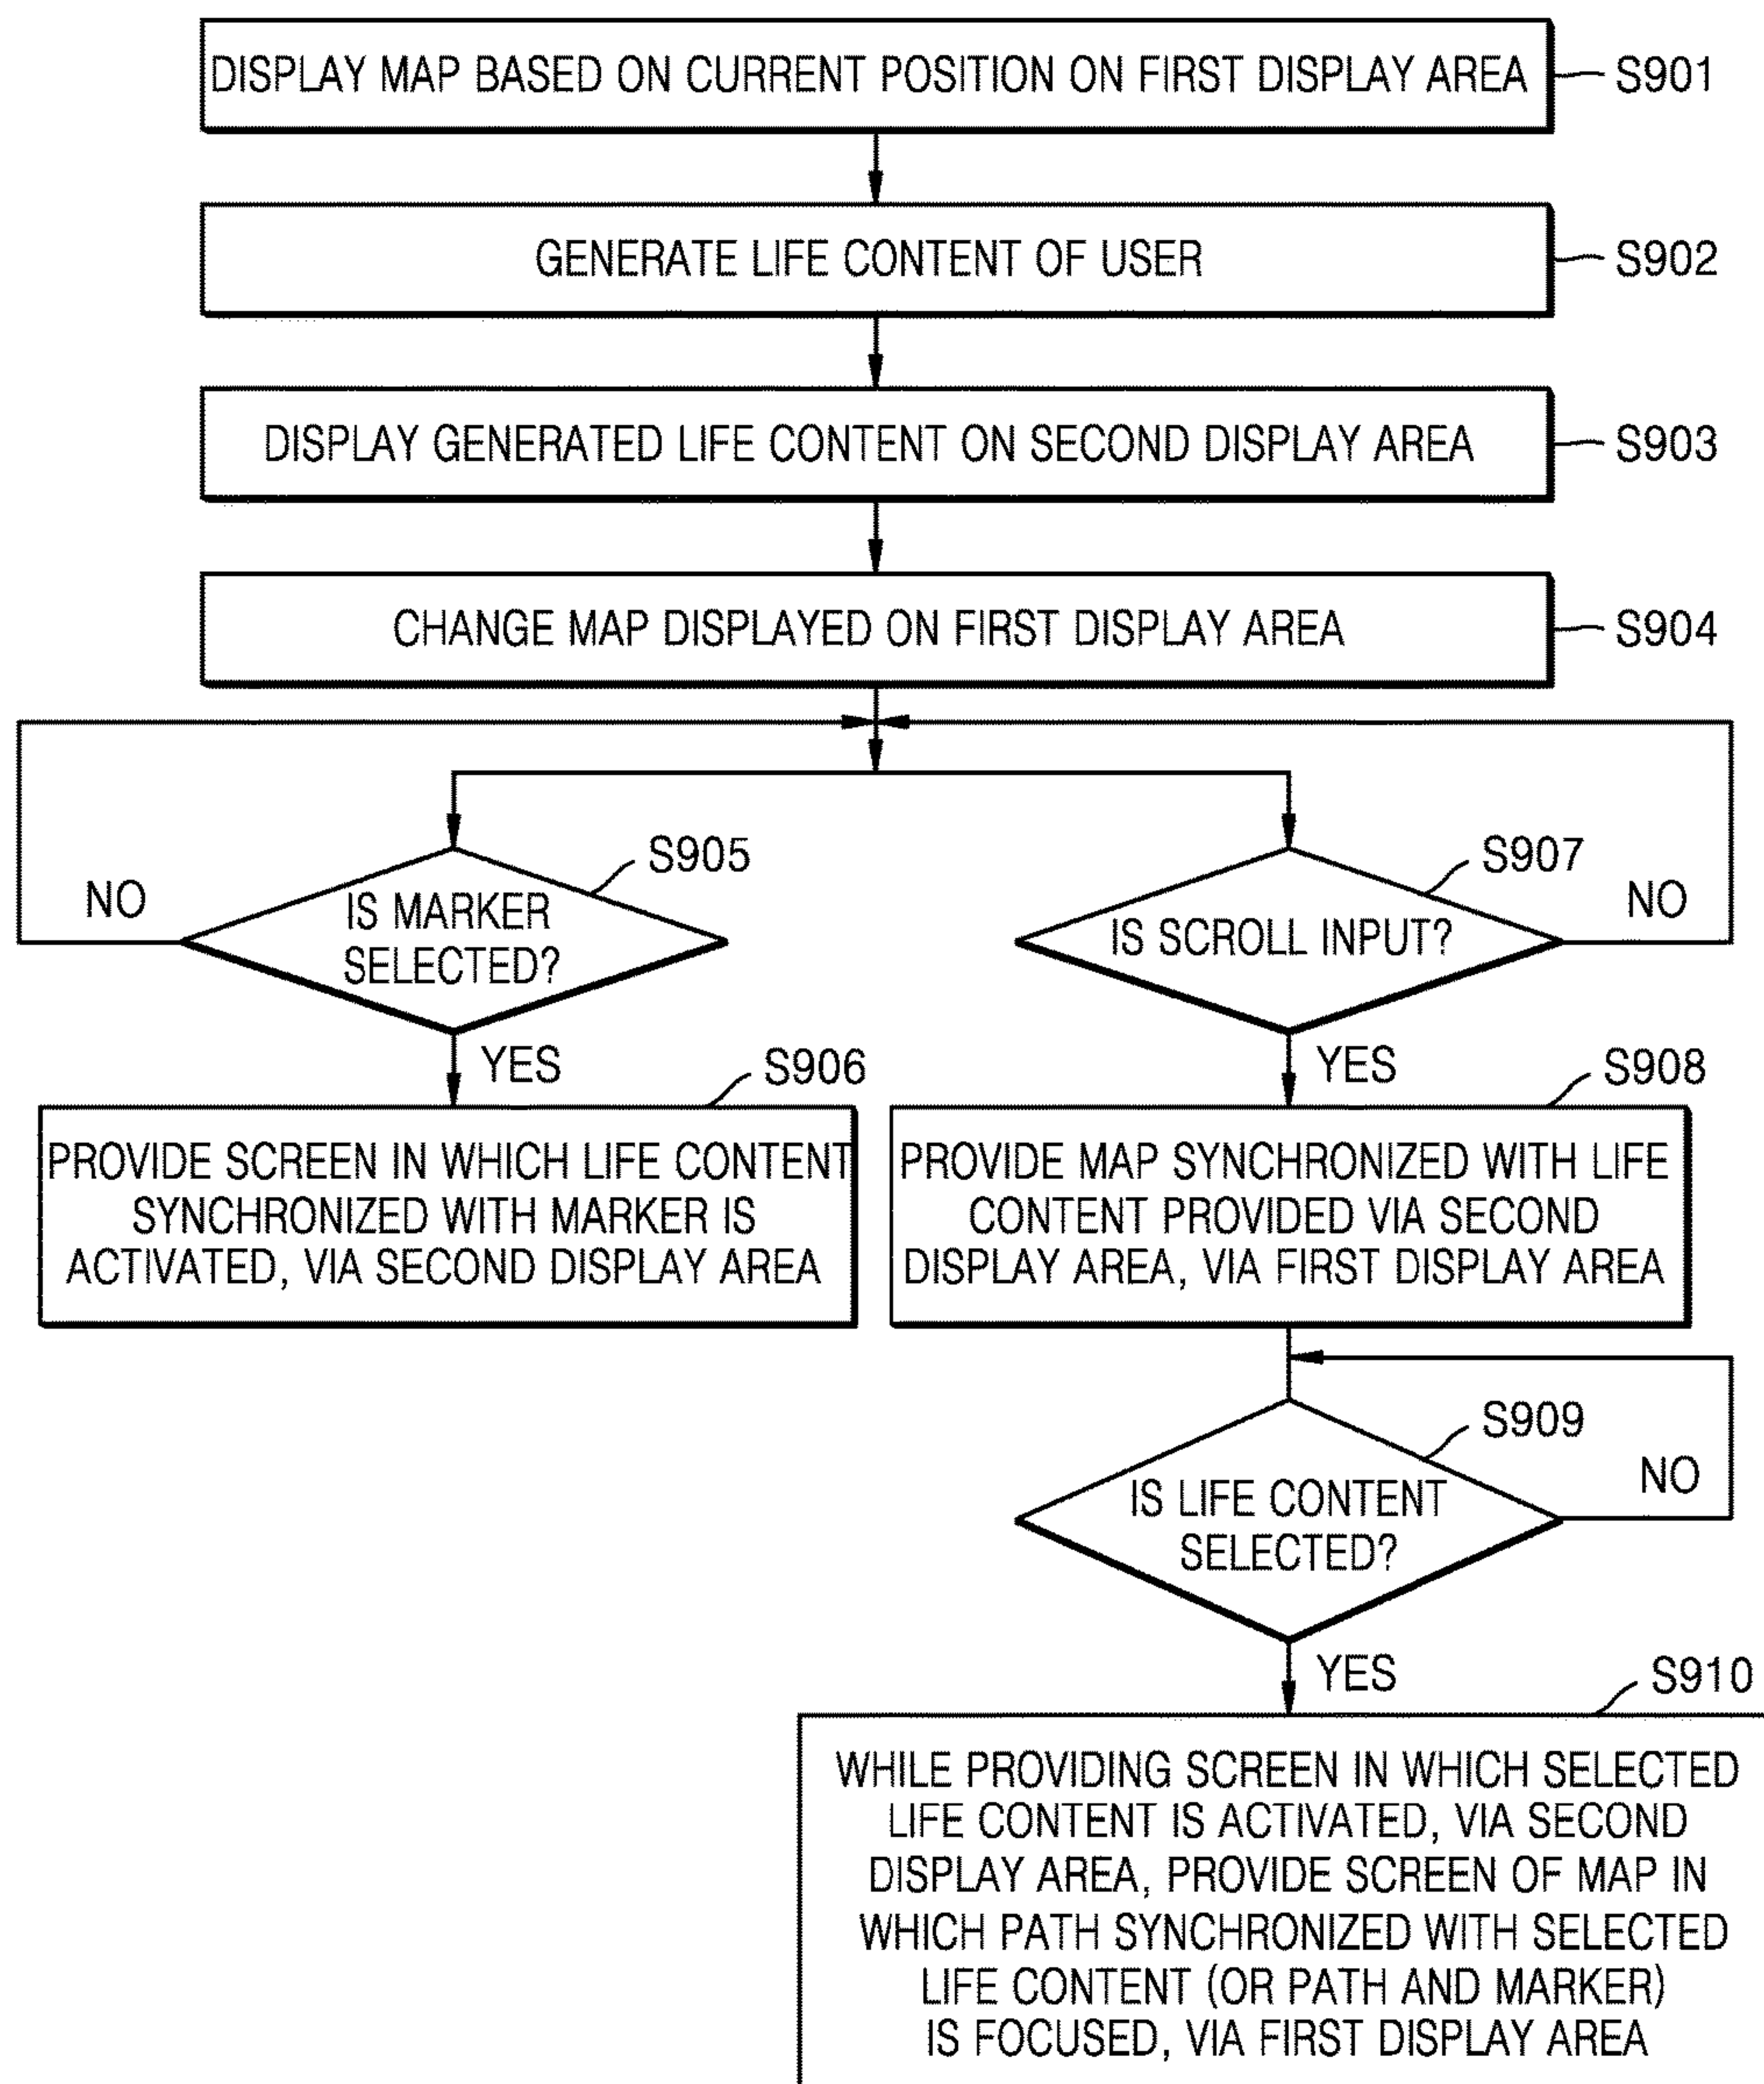 DISPLAY MAP BASED ON CURRENT POSITION ON FIRST DISPLAY AREA
S901
GENERATE LIFE CONTENT OF USER
S902
DISPLAY GENERATED LIFE CONTENT ON SECOND DISPLAY AREA
S903
CHANGE MAP DISPLAYED ON FIRST DISPLAY AREA
S904
S905
NO
IS MARKER
SELECTED?
YES
S906
PROVIDE SCREEN IN WHICH LIFE CONTENT
SYNCHRONIZED WITH MARKER IS
ACTIVATED, VIA SECOND DISPLAY AREA
S907
NO
IS SCROLL INPUT?
YES
S908
PROVIDE MAP SYNCHRONIZED WITH LIFE
CONTENT PROVIDED VIA SECOND
DISPLAY AREA, VIA FIRST DISPLAY AREA
S909
NO
IS LIFE CONTENT
SELECTED?
YES
S910
WHILE PROVIDING SCREEN IN WHICH SELECTED
LIFE CONTENT IS ACTIVATED, VIA SECOND
DISPLAY AREA, PROVIDE SCREEN OF MAP IN
WHICH PATH SYNCHRONIZED WITH SELECTED
LIFE CONTENT (OR PATH AND MARKER)
IS FOCUSED, VIA FIRST DISPLAY AREA